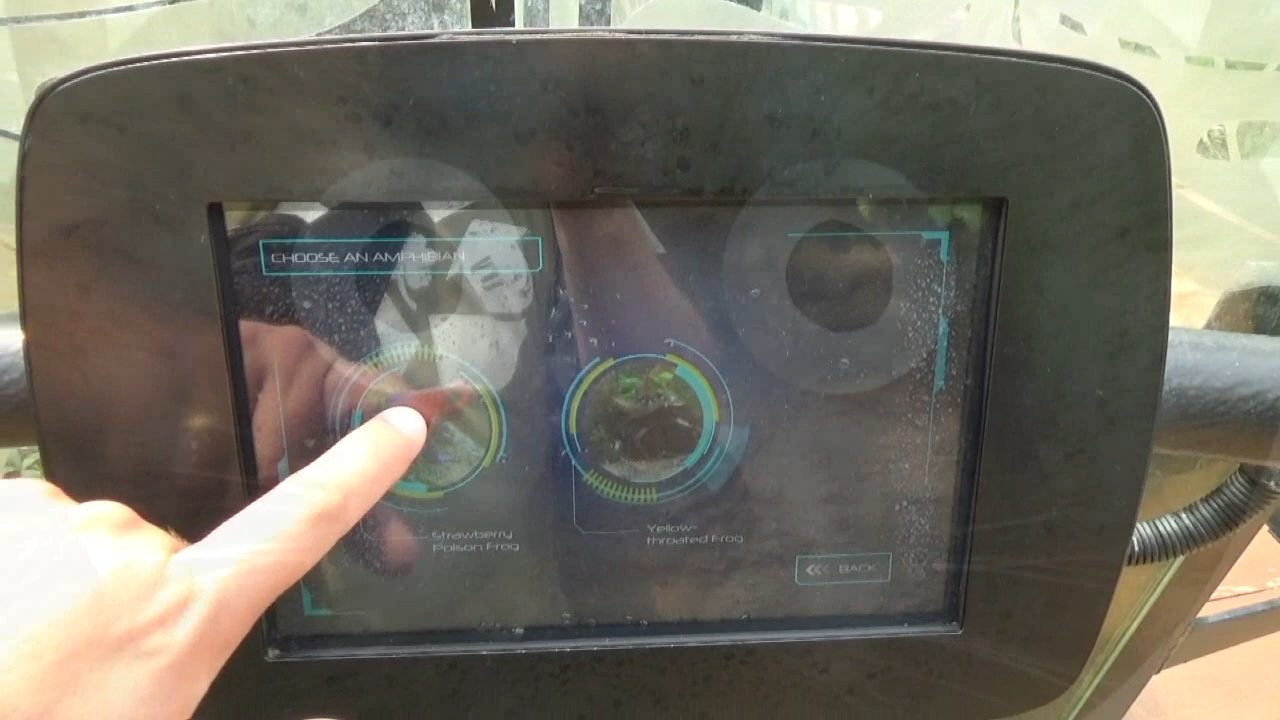 CHOOSE AN AMPHIBIAN
Strawberry
Poison Frog
Yellow-
throated Frog
BACK